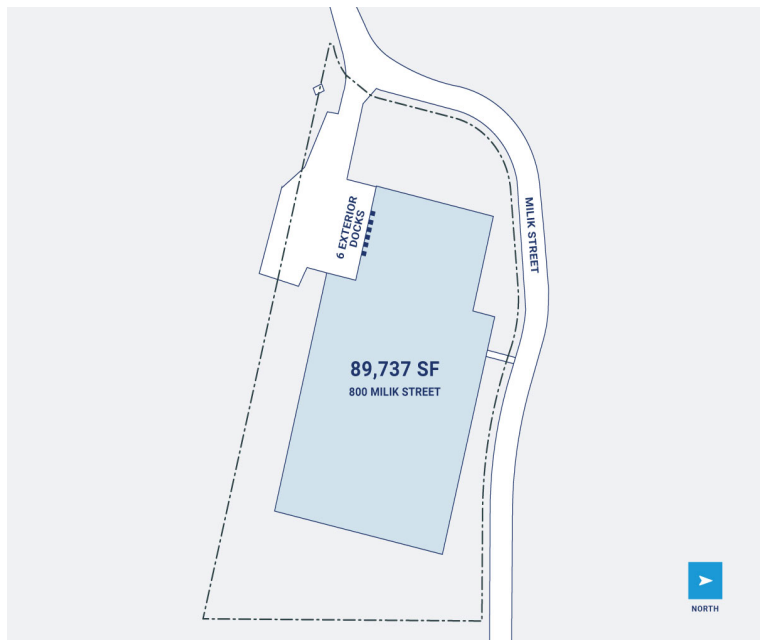 6 EXTERIOR
DOCKS
MILIK STREET
89,737 SF
800 MILIK STREET
NORTH